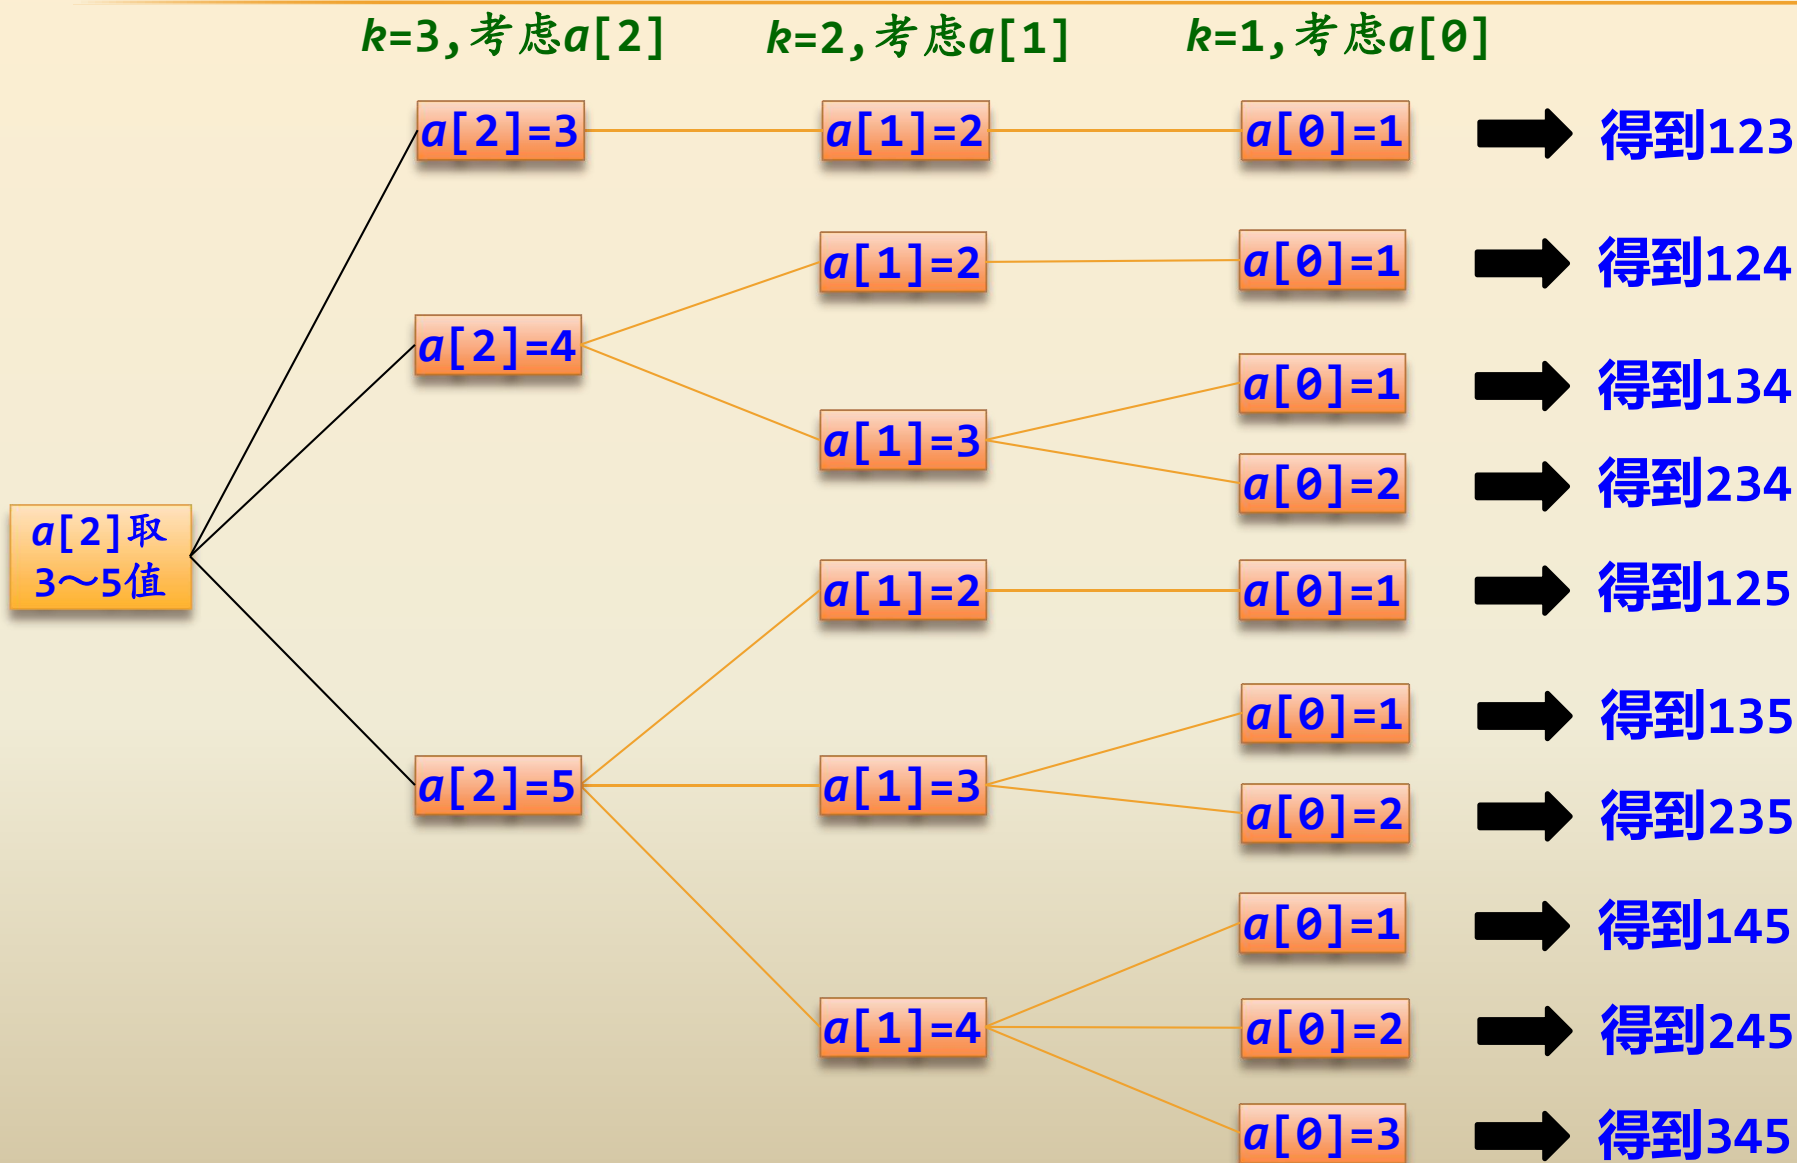 k=3,考虑a[2] k=2,考虑a[1] k=1,考虑a[0]
a[2]=3 a[1]=2 a[0]=1 得到123
a[1]=2 a[0]=1 得到124
a[2]=4
a[0]=1 得到134
a[1]=3
a[0]=2 得到234
a[2]取
3～5值
a[1]=2 a[0]=1 得到125
a[0]=1 得到135
a[2]=5 a[1]=3
a[0]=2 得到235
a[0]=1 得到145
a[1]=4 a[0]=2 得到245
a[0]=3 得到345